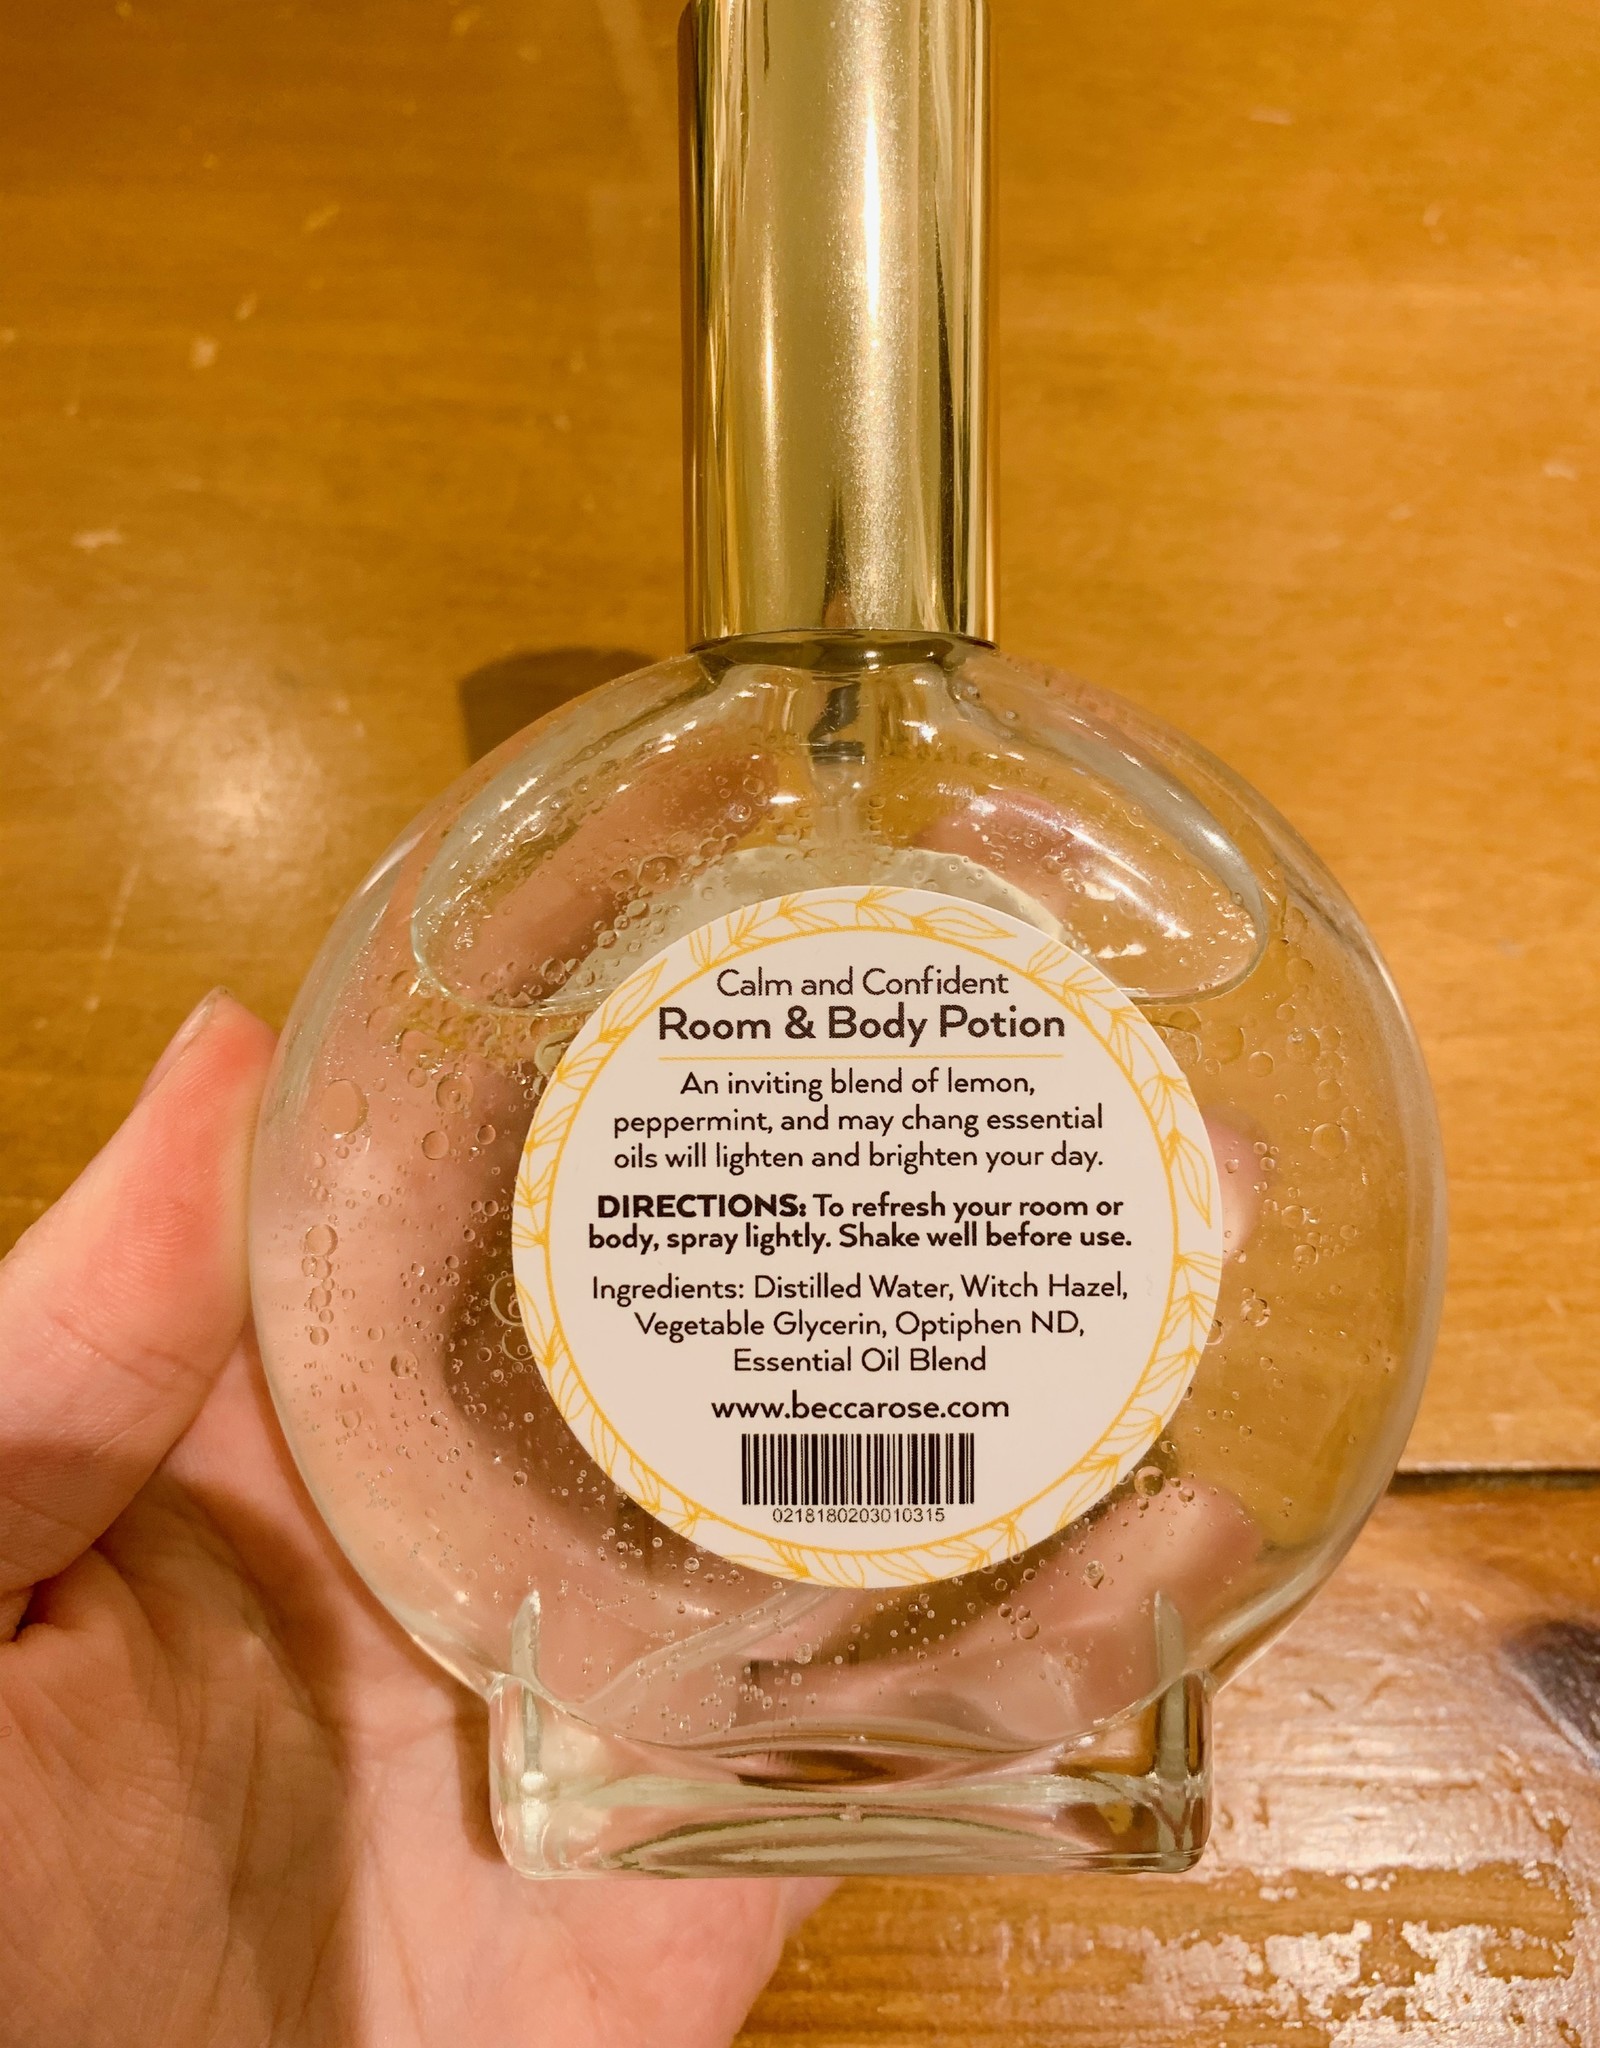 Calm and Confident
Room & Body Potion
An inviting blend of lemon,
peppermint, and may chang essential
oils will lighten and brighten your day.
DIRECTIONS: To refresh your room or
body, spray lightly. Shake well before use.
Ingredients: Distilled Water, Witch Hazel,
Vegetable Glycerin, Optiphen ND,
Essential Oil Blend
www.beccarose.com
0218180203010315